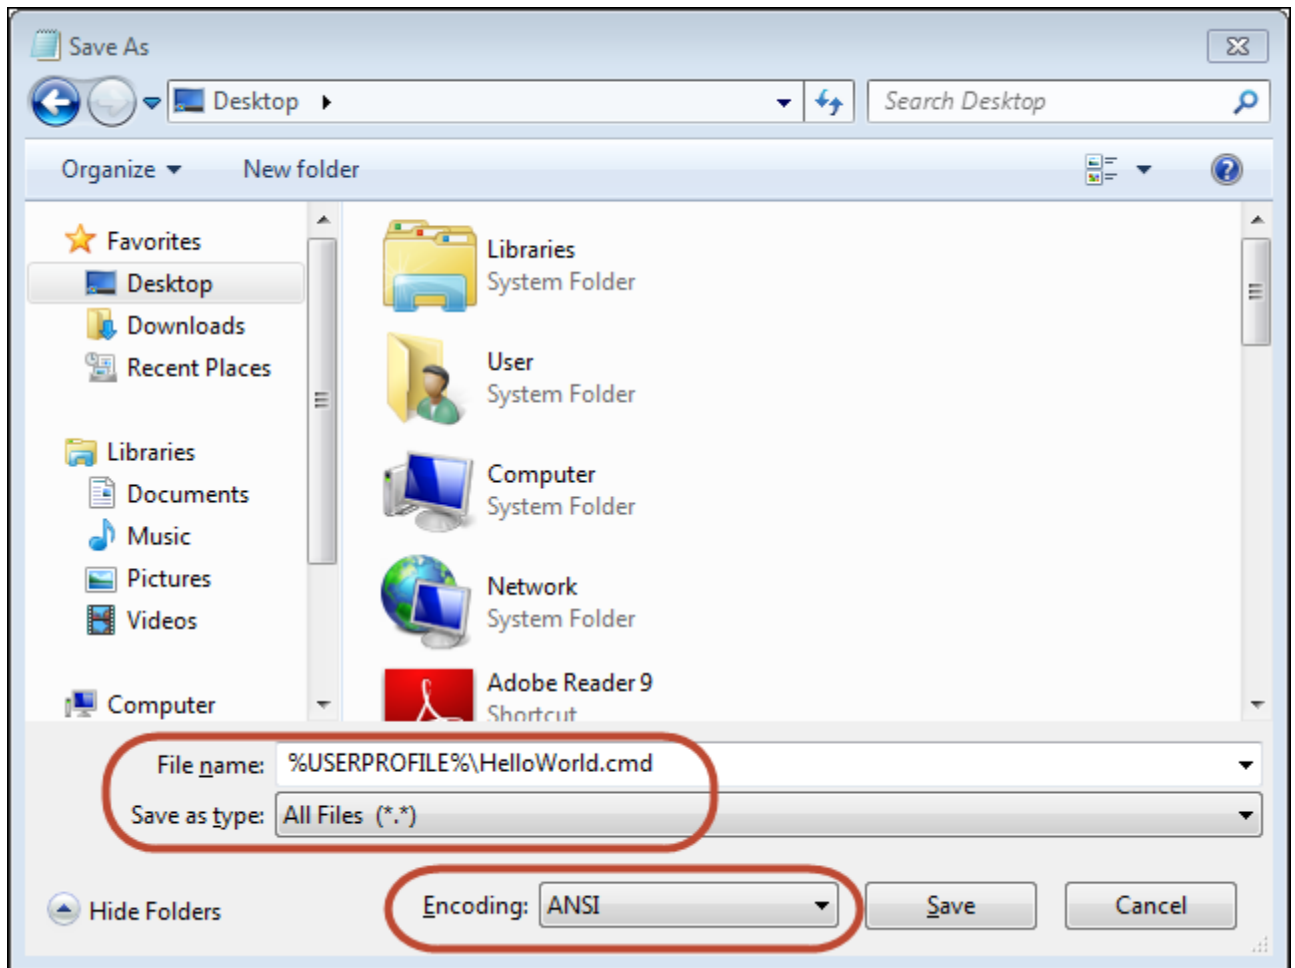 Save As
Desktop
Search Desktop
Organize
New folder
Favorites
Desktop
Downloads
Recent Places
Libraries
Documents
Music
Pictures
Videos
Computer
Libraries
System Folder
User
System Folder
Computer
System Folder
Network
System Folder
Adobe Reader 9
Shortcut
File name: %USERPROFILE%\HelloWorld.cmd
Save as type: All Files (*.*)
Hide Folders
Encoding: ANSI
Save
Cancel